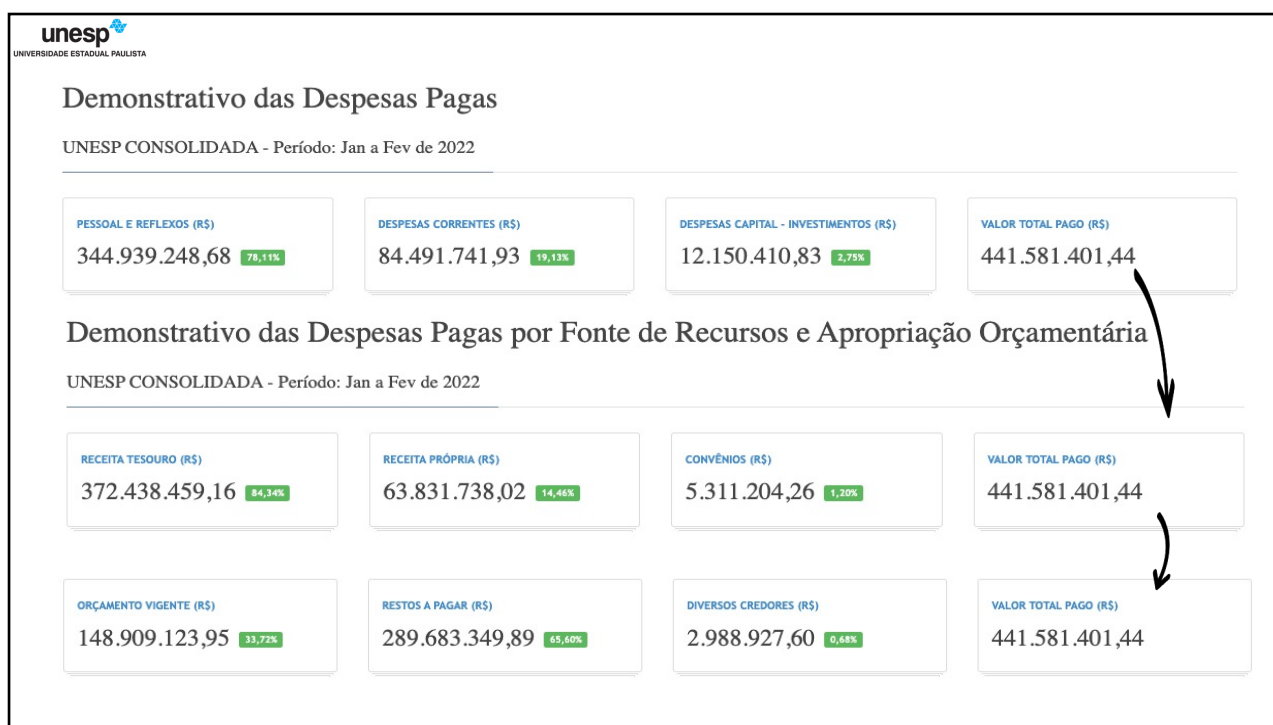 unesp
UNIVERSIDADE ESTADUAL PAULISTA
Demonstrativo das Despesas Pagas
UNESP CONSOLIDADA - Período: Jan a Fev de 2022
PESSOAL E REFLEXOS (R$)
344.939.248,68 78,11%
DESPESAS CORRENTES (R$)
84.491.741,93 19,13%
DESPESAS CAPITAL - INVESTIMENTOS (R$)
12.150.410,83 2,75%
VALOR TOTAL PAGO (R$)
441.581.401,44
Demonstrativo das Despesas Pagas por Fonte de Recursos e Apropriação Orçamentária
UNESP CONSOLIDADA - Período: Jan a Fev de 2022
RECEITA TESOURO (R$)
372.438.459,16 84,34%
RECEITA PRÓPRIA (R$)
63.831.738,02 14,46%
CONVÊNIOS (R$)
5.311.204,26 1,20%
VALOR TOTAL PAGO (R$)
441.581.401,44
ORÇAMENTO VIGENTE (R$)
148.909.123,95 33,72%
RESTOS A PAGAR (R$)
289.683.349,89 65,60%
DIVERSOS CREDORES (R$)
2.988.927,60 0,68%
VALOR TOTAL PAGO (R$)
441.581.401,44